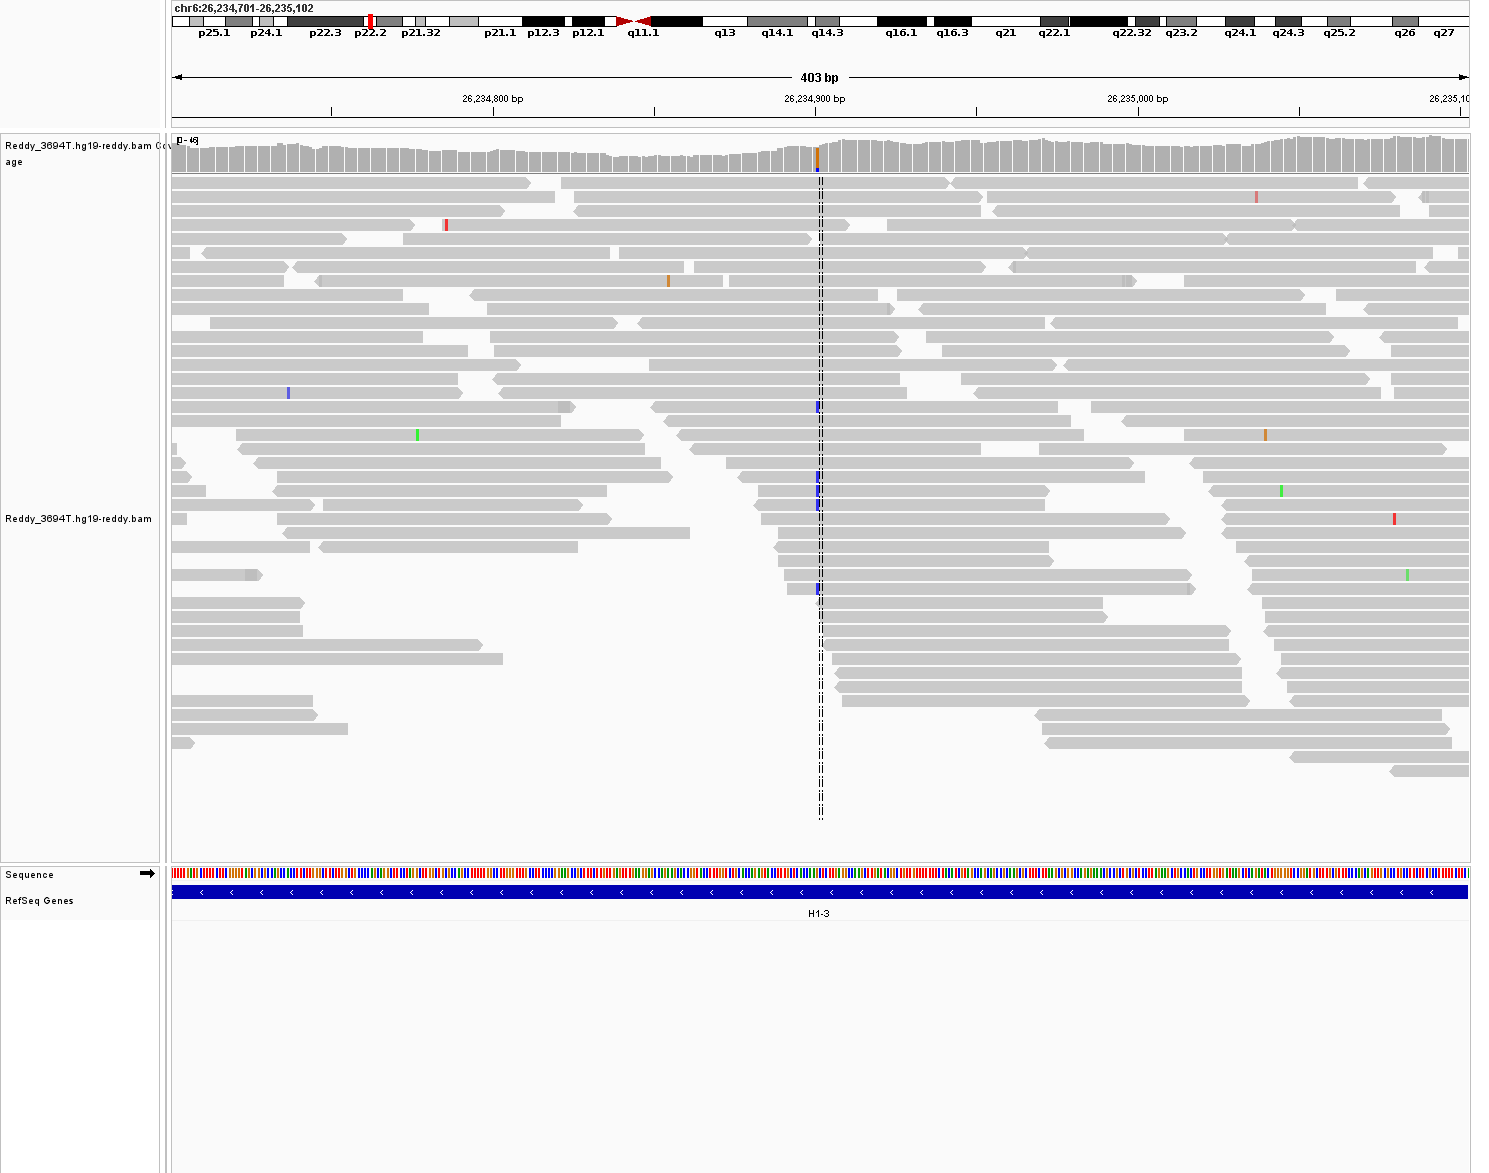 chr6:26,234,701-26,235,102
p25.1 p24.1 p22.3 p22.2 p21.32 p21.1 p12.3 p12.1 q11.1 q13 q14.1 q14.3 q16.1 q16.3 q21 q22.1 q22.32 q23.2 q24.1 q24.3 q25.2 q26 q27
403 bp
26,234,800 bp 26,234,900 bp 26,235,000 bp 26,235,10
[0 - 46]
Reddy_3694T.hg19-reddy.bam Cov
age
Reddy_3694T.hg19-reddy.bam
Sequence
RefSeq Genes
H1-3